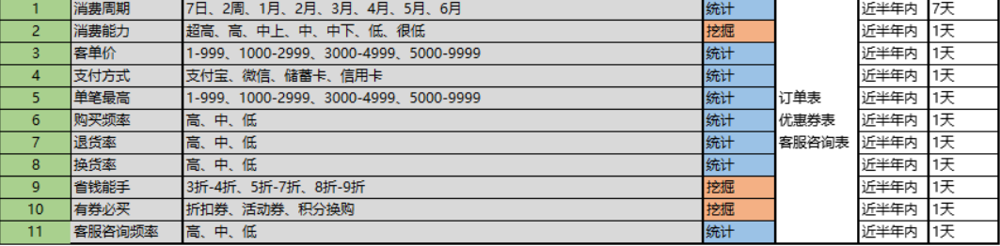 1 消费周期 7日、2周、1月、2月、3月、4月、5月、6月 统计 近半年内 7天
2 消费能力 超高、高、中上、中、中下、低、很低 挖掘 近半年内 1天
3 客单价 1-999、1000-2999、3000-4999、5000-9999 统计 近半年内 1天
4 支付方式 支付宝、微信、储蓄卡、信用卡 统计 近半年内 1天
5 单笔最高 1-999、1000-2999、3000-4999、5000-9999 统计 订单表 近半年内 1天
6 购买频率 高、中、低 统计 优惠券表 近半年内 1天
7 退货率 高、中、低 统计 客服咨询表 近半年内 1天
8 换货率 高、中、低 统计 近半年内 1天
9 省钱能手 3折-4折、5折-7折、8折-9折 挖掘 近半年内 1天
10 有券必买 折扣券、活动券、积分换购 挖掘 近半年内 1天
11 客服咨询频率 高、中、低 统计 近半年内 1天